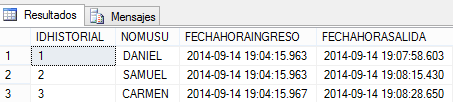 Resultados Mensajes
IDHISTORIAL NOMUSU FECHAHORAINGRESO FECHAHORASALIDA
1 1 DANIEL 2014-09-14 19:04:15.963 2014-09-14 19:07:58.603
2 2 SAMUEL 2014-09-14 19:04:15.963 2014-09-14 19:08:15.430
3 3 CARMEN 2014-09-14 19:04:15.967 2014-09-14 19:08:28.650